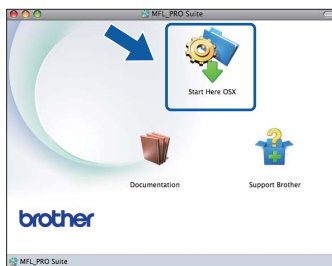 MFL_PRO Suite
Start Here OSX
Documentation
Support Brother
brother
MFL_PRO Suite